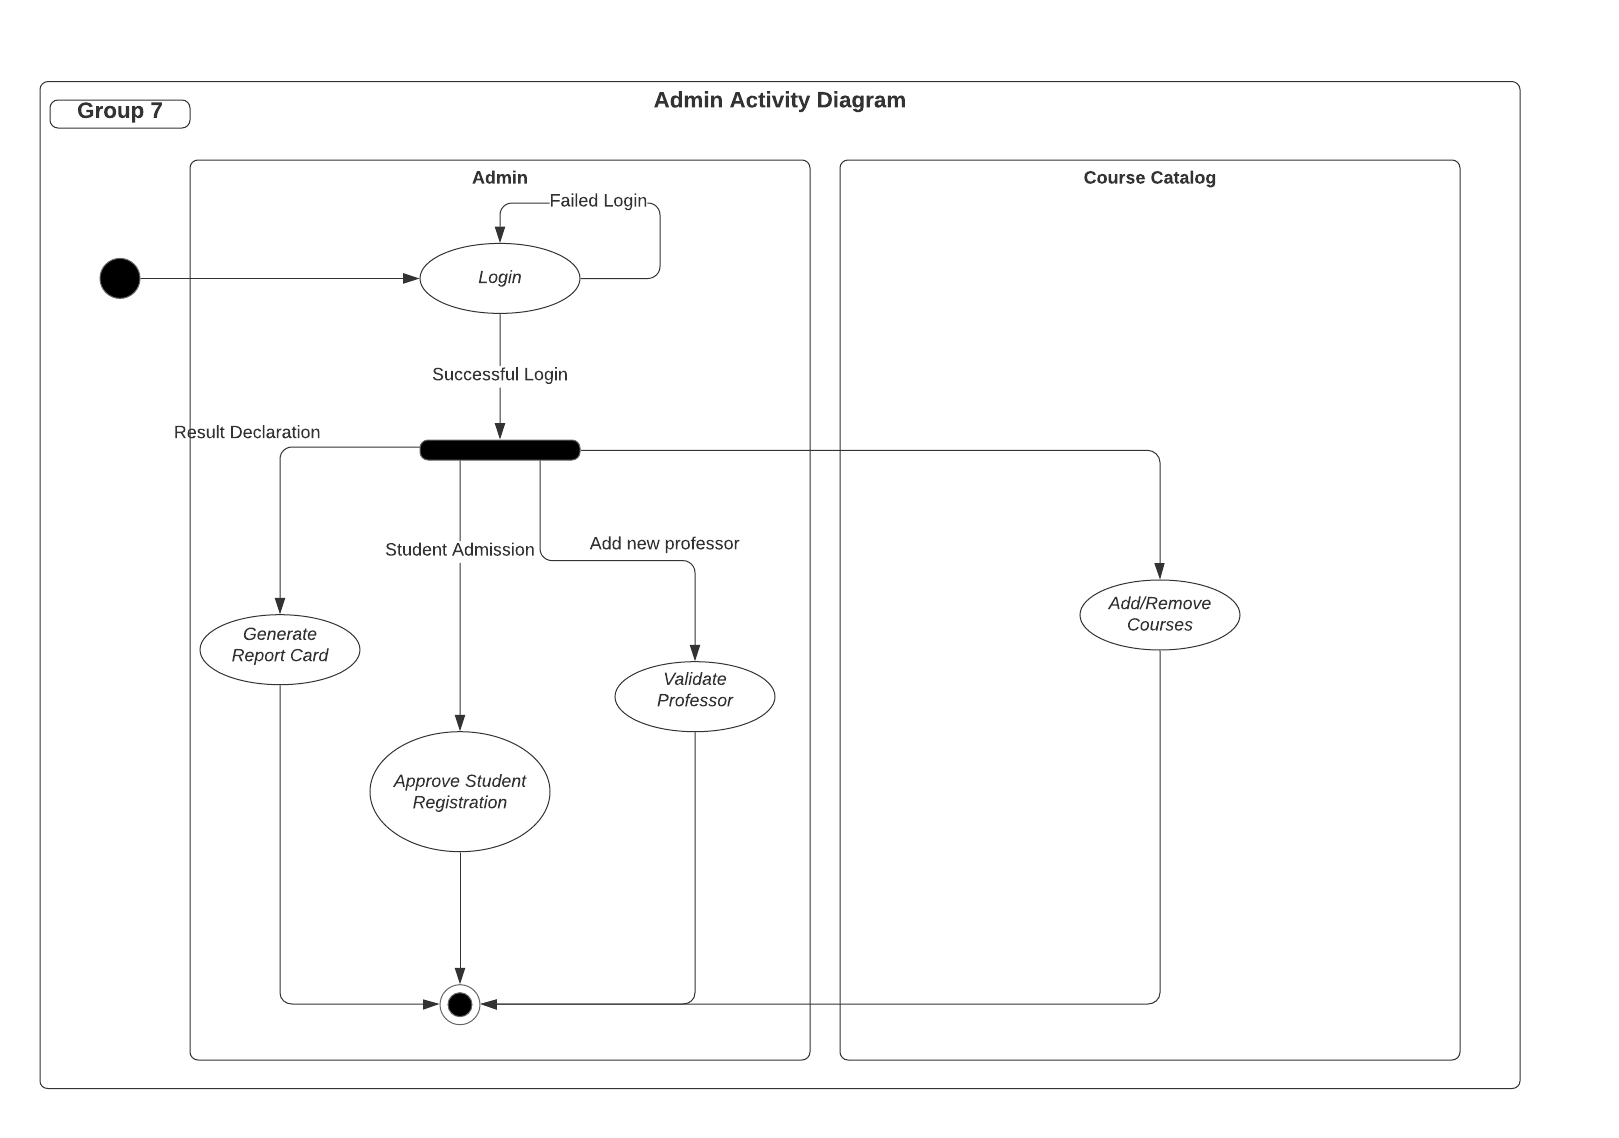 Admin Activity Diagram
Group 7
Admin
Course Catalog
Failed Login
Login
Successful Login
Result Declaration
Student Admission
Add new professor
Generate
Report Card
Add/Remove
Courses
Validate
Professor
Approve Student
Registration